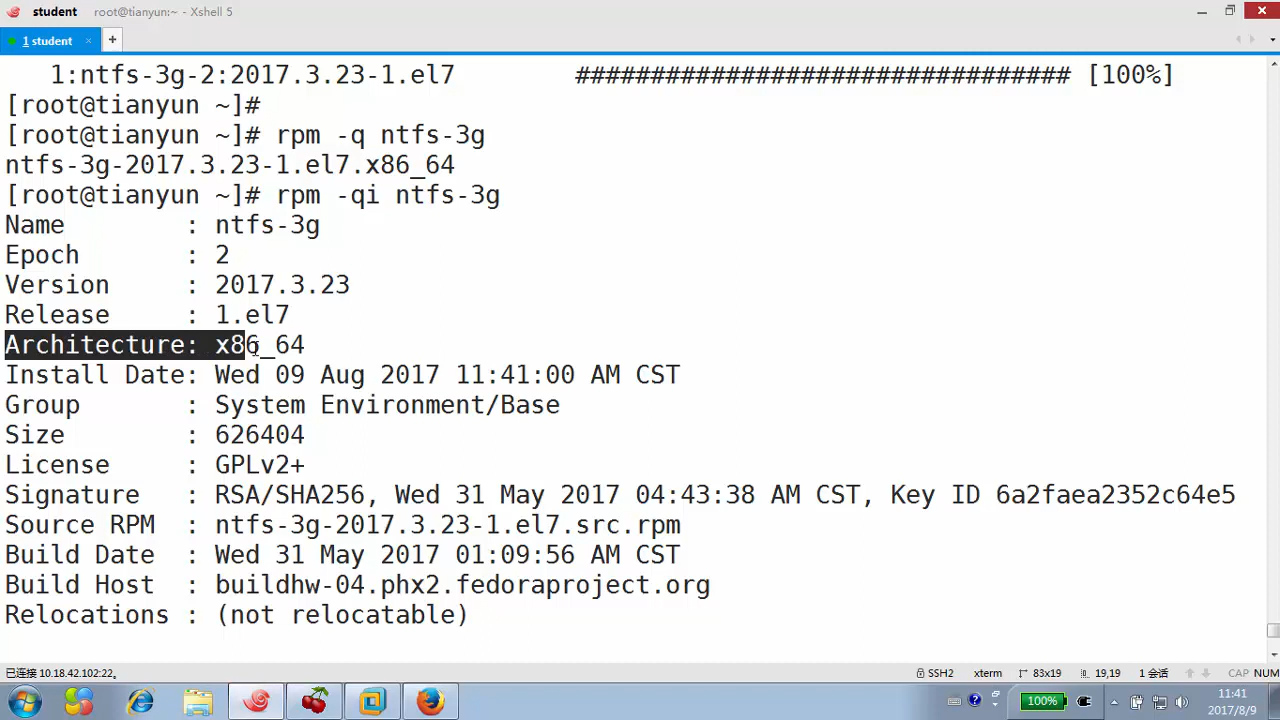 student root@tianyun:~ - Xshell 5
1 student × +
1:ntfs-3g-2:2017.3.23-1.el7 ################################# [100%]
[root@tianyun ~]#
[root@tianyun ~]# rpm -q ntfs-3g
ntfs-3g-2017.3.23-1.el7.x86_64
[root@tianyun ~]# rpm -qi ntfs-3g
Name : ntfs-3g
Epoch : 2
Version : 2017.3.23
Release : 1.el7
Architecture: x86_64
Install Date: Wed 09 Aug 2017 11:41:00 AM CST
Group : System Environment/Base
Size : 626404
License : GPLv2+
Signature : RSA/SHA256, Wed 31 May 2017 04:43:38 AM CST, Key ID 6a2faea2352c64e5
Source RPM : ntfs-3g-2017.3.23-1.el7.src.rpm
Build Date : Wed 31 May 2017 01:09:56 AM CST
Build Host : buildhw-04.phx2.fedoraproject.org
Relocations : (not relocatable)
已连接 10.18.42.102:22。 SSH2 xterm 83x19 19,19 1 会话 CAP NUM
100% 11:41
2017/8/9